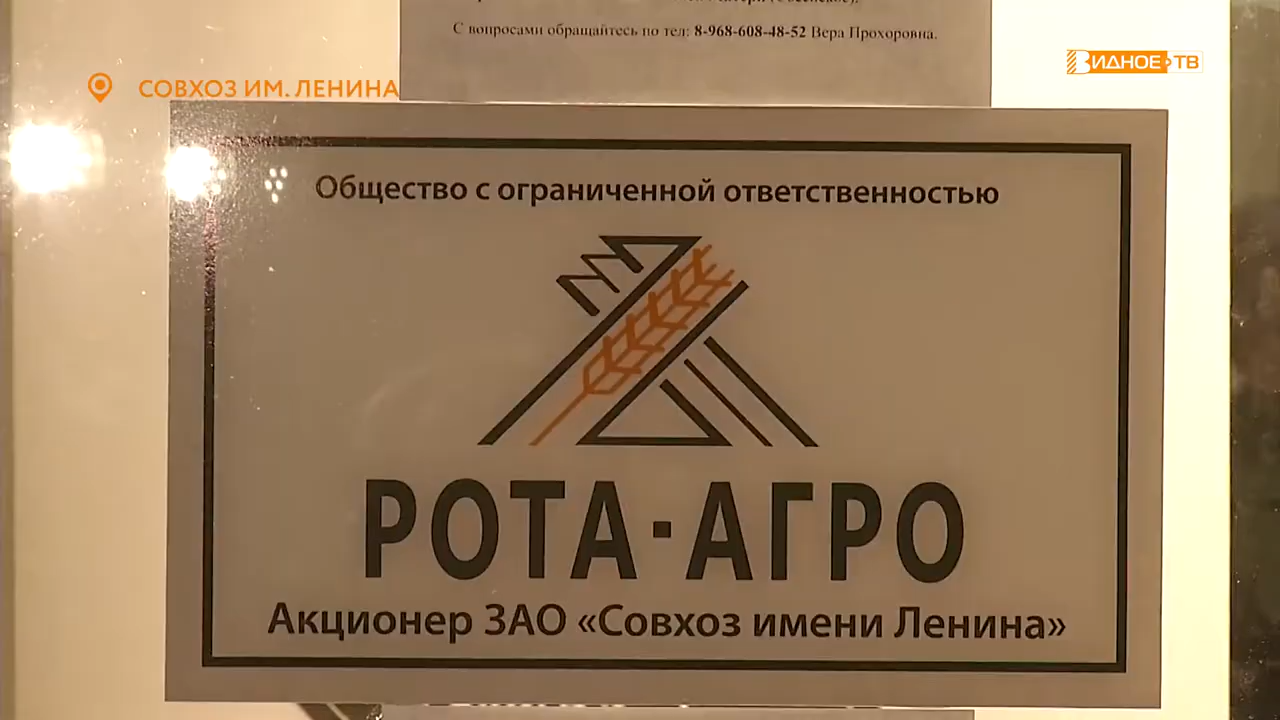 С вопросами обращайтесь по тел: 8-968-608-48-52 Вера Прохоровна.
ВИДНОЕ ТВ
СОВХОЗ ИМ. ЛЕНИНА
Общество с ограниченной ответственностью
РОТА·АГРО
Акционер ЗАО «Совхоз имени Ленина»